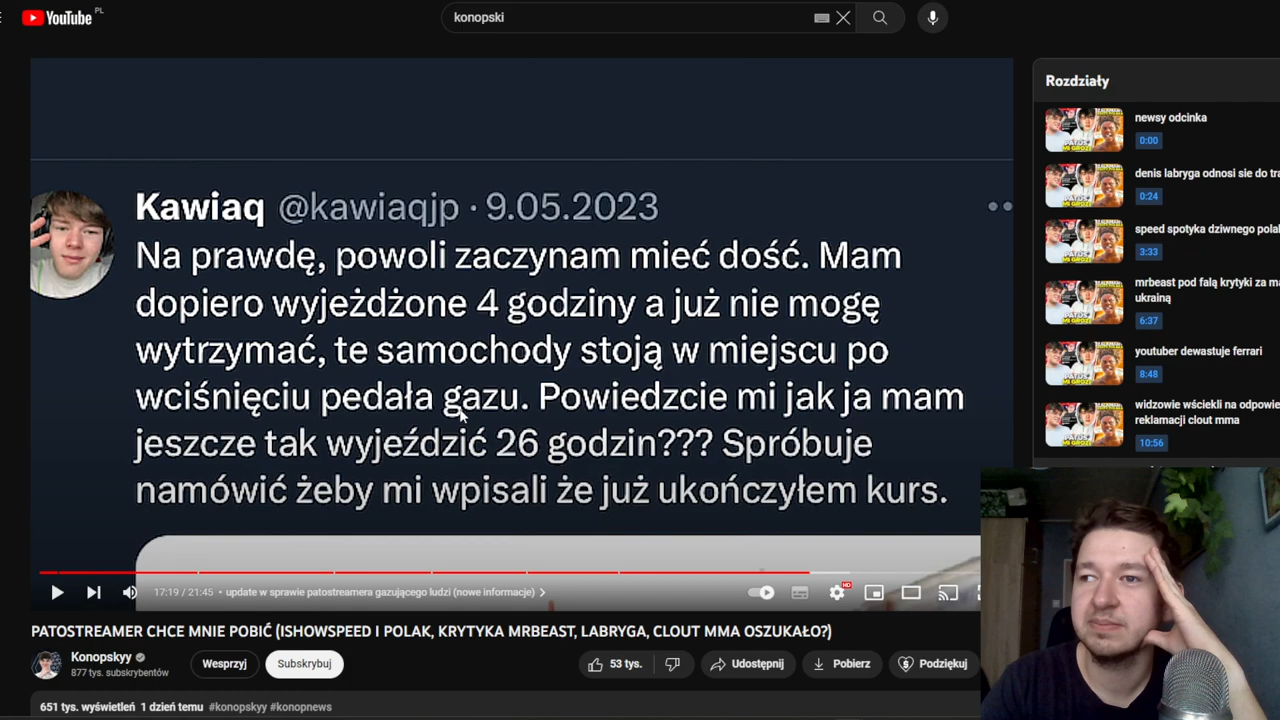 YouTube PL
konopski
Kawiaq @kawiaqjp · 9.05.2023
Na prawdę, powoli zaczynam mieć dość. Mam
dopiero wyjeżdżone 4 godziny a już nie mogę
wytrzymać, te samochody stoją w miejscu po
wciśnięciu pedała gazu. Powiedzcie mi jak ja mam
jeszcze tak wyjeździć 26 godzin??? Spróbuje
namówić żeby mi wpisali że już ukończyłem kurs.
17:19 / 21:45 • update w sprawie patostreamera gazującego ludzi (nowe informacje)
HD
PATOSTREAMER CHCE MNIE POBIĆ (ISHOWSPEED I POLAK, KRYTYKA MRBEAST, LABRYGA, CLOUT MMA OSZUKAŁO?)
Konopskyy
877 tys. subskrybentów
Wesprzyj
Subskrybuj
53 tys.
Udostępnij
Pobierz
Podziękuj
651 tys. wyświetleń 1 dzień temu #konopskyy #konopnews
Rozdziały
newsy odcinka
0:00
denis labryga odnosi sie do tra
0:24
speed spotyka dziwnego polak
3:33
mrbeast pod falą krytyki za ma
ukrainą
6:37
youtuber dewastuje ferrari
8:48
widzowie wściekli na odpowie
reklamacji clout mma
10:56